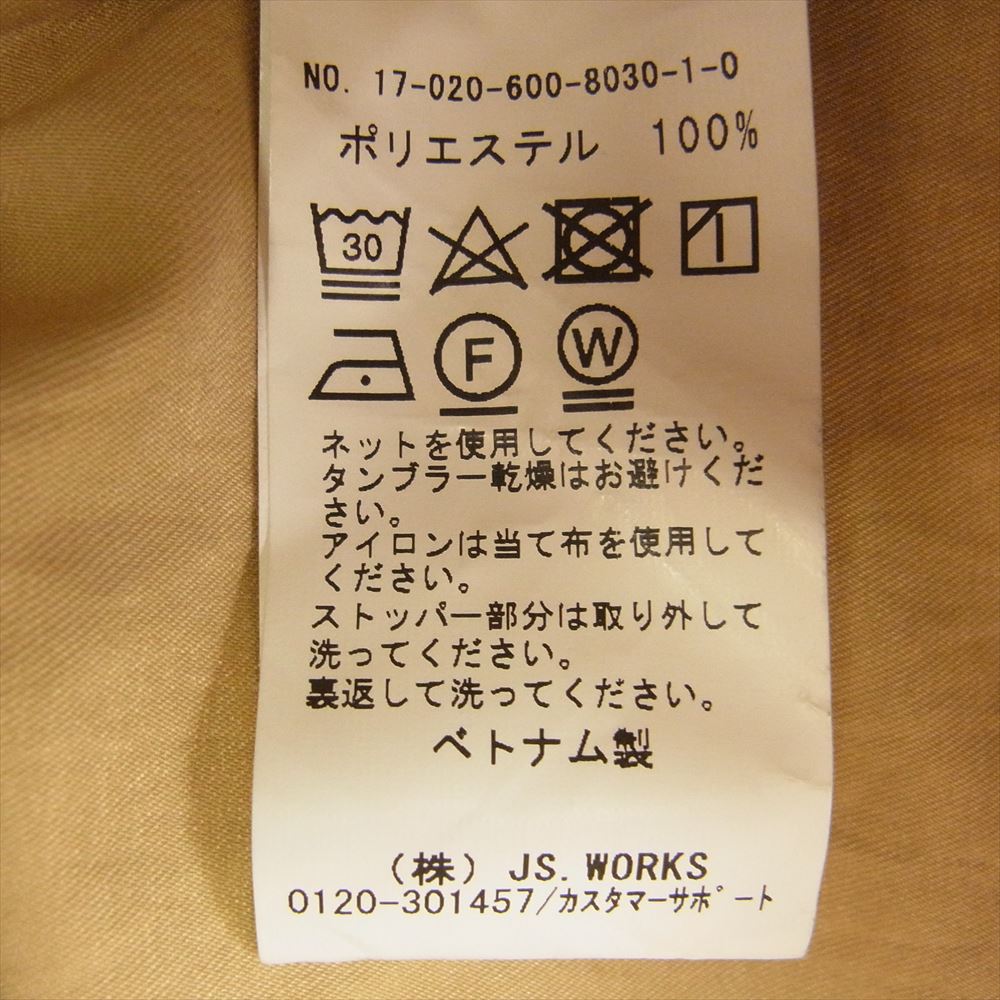 NO. 17-020-600-8030-1-0
ポリエステル 100%
30
F
W
ネットを使用してください。
タンブラー乾燥はお避けくだ
さい。
アイロンは当て布を使用して
ください。
ストッパー部分は取り外して
洗ってください。
裏返して洗ってください。
ベトナム製
(株) JS.WORKS
0120-301457/カスタマーサポート